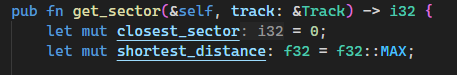 pub fn get_sector(&self, track: &Track) -> i32 {
let mut closest_sector: i32 = 0;
let mut shortest_distance: f32 = f32::MAX;